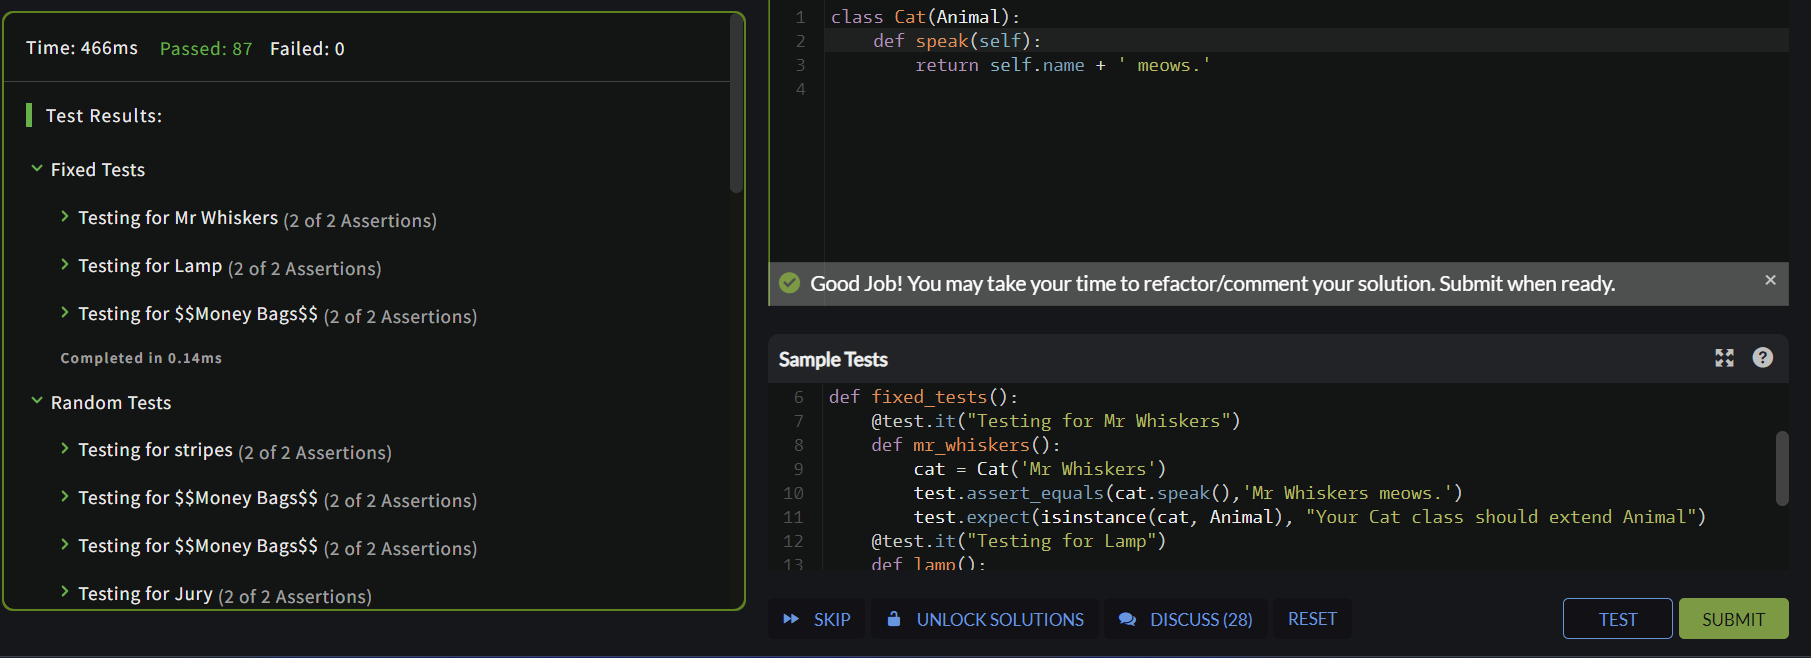 Time: 466ms Passed: 87 Failed: 0
Test Results:
Fixed Tests
Testing for Mr Whiskers (2 of 2 Assertions)
Testing for Lamp (2 of 2 Assertions)
Testing for $$Money Bags$$ (2 of 2 Assertions)
Completed in 0.14ms
Random Tests
Testing for stripes (2 of 2 Assertions)
Testing for $$Money Bags$$ (2 of 2 Assertions)
Testing for $$Money Bags$$ (2 of 2 Assertions)
Testing for Jury (2 of 2 Assertions)
1 class Cat(Animal):
2 def speak(self):
3 return self.name + ' meows.'
4
Good Job! You may take your time to refactor/comment your solution. Submit when ready.
Sample Tests
6 def fixed_tests():
7 @test.it("Testing for Mr Whiskers")
8 def mr_whiskers():
9 cat = Cat('Mr Whiskers')
10 test.assert_equals(cat.speak(),'Mr Whiskers meows.')
11 test.expect(isinstance(cat, Animal), "Your Cat class should extend Animal")
12 @test.it("Testing for Lamp")
13 def lamp():
SKIP UNLOCK SOLUTIONS DISCUSS (28) RESET TEST SUBMIT